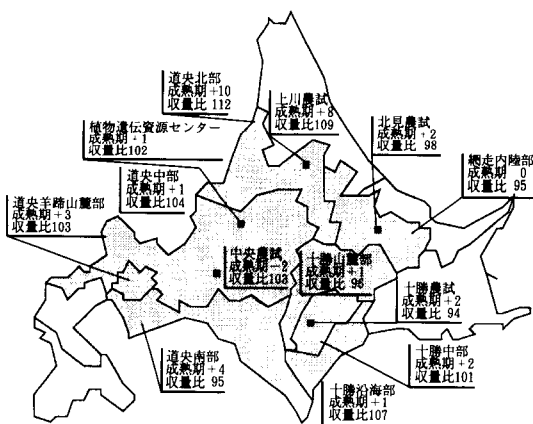 道央北部
成熟期+10
収量比 112
上川農試
成熟期+8
収量比109
北見農試
成熟期+2
収量比 98
網走内陸部
成熟期 0
収量比 95
植物遺伝資源センター
成熟期-1
収量比102
道央中部
成熟期+1
収量比104
道央羊蹄山麓部
成熟期+3
収量比103
中央農試
成熟期-2
収量比103
十勝山麓部
成熟期+1
収量比 96
十勝農試
成熟期+2
収量比 94
道央南部
成熟期+4
収量比 95
十勝中部
成熟期+2
収量比101
十勝沿海部
成熟期+1
収量比107